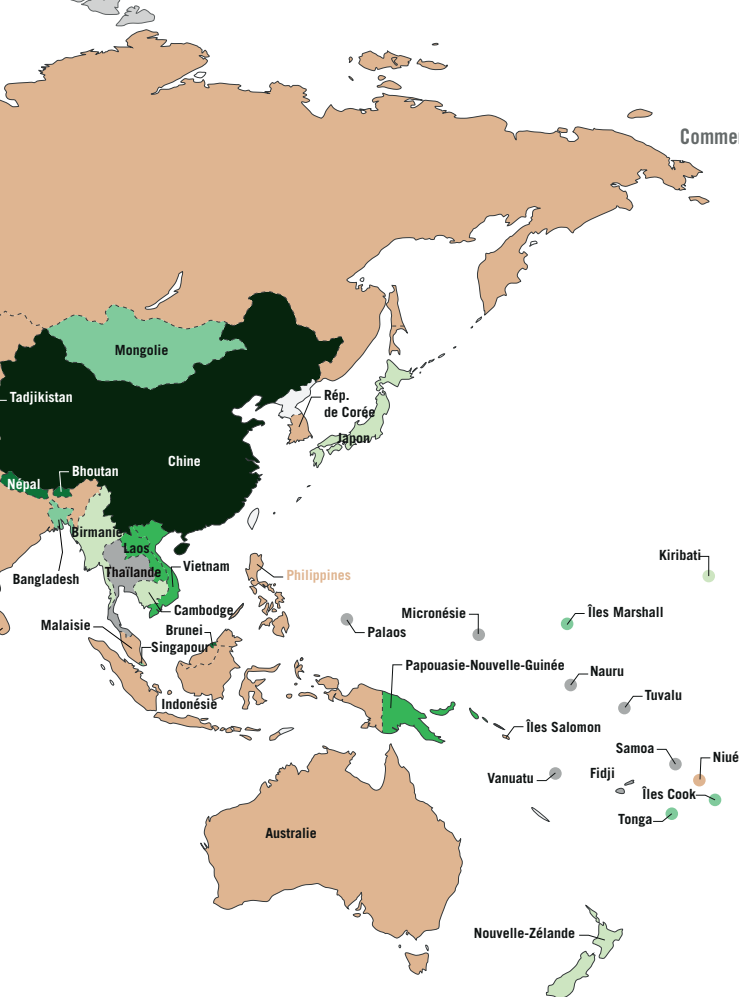 Comme
Mongolie
Tadjikistan
Rép.
de Corée
Japon
Chine
Bhoutan
Népal
Birmanie
Laos
Thaïlande
Vietnam
Bangladesh
Philippines
Kiribati
Cambodge
Malaisie
Brunei
Singapour
Micronésie
Îles Marshall
Palaos
Papouasie-Nouvelle-Guinée
Nauru
Tuvalu
Indonésie
Îles Salomon
Samoa
Niué
Vanuatu
Fidji
Îles Cook
Tonga
Australie
Nouvelle-Zélande